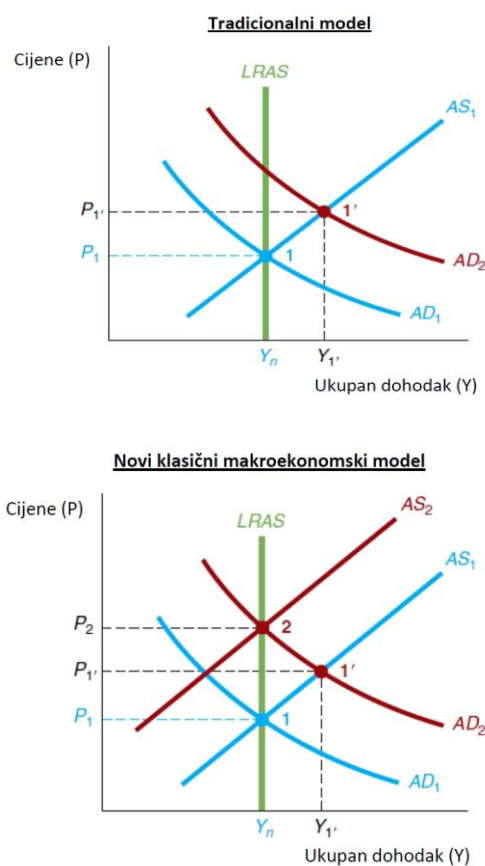 Tradicionalni model
Cijene (P)
LRAS
AS₁
P₁′
1′
P₁
1
AD₂
AD₁
Yₙ
Y₁′
Ukupan dohodak (Y)
Novi klasični makroekonomski model
Cijene (P)
LRAS
AS₂
AS₁
P₂
2
P₁′
1′
P₁
1
AD₂
AD₁
Yₙ
Y₁′
Ukupan dohodak (Y)